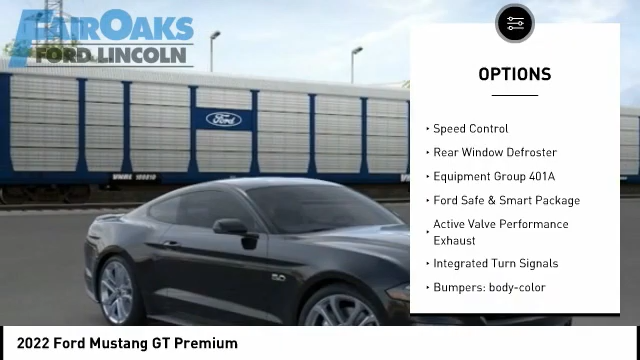 FAIROAKS
FORD LINCOLN
Ford
5.0
OPTIONS
‣ Speed Control
‣ Rear Window Defroster
‣ Equipment Group 401A
‣ Ford Safe & Smart Package
‣ Active Valve Performance
Exhaust
‣ Integrated Turn Signals
‣ Bumpers: body-color
2022 Ford Mustang GT Premium